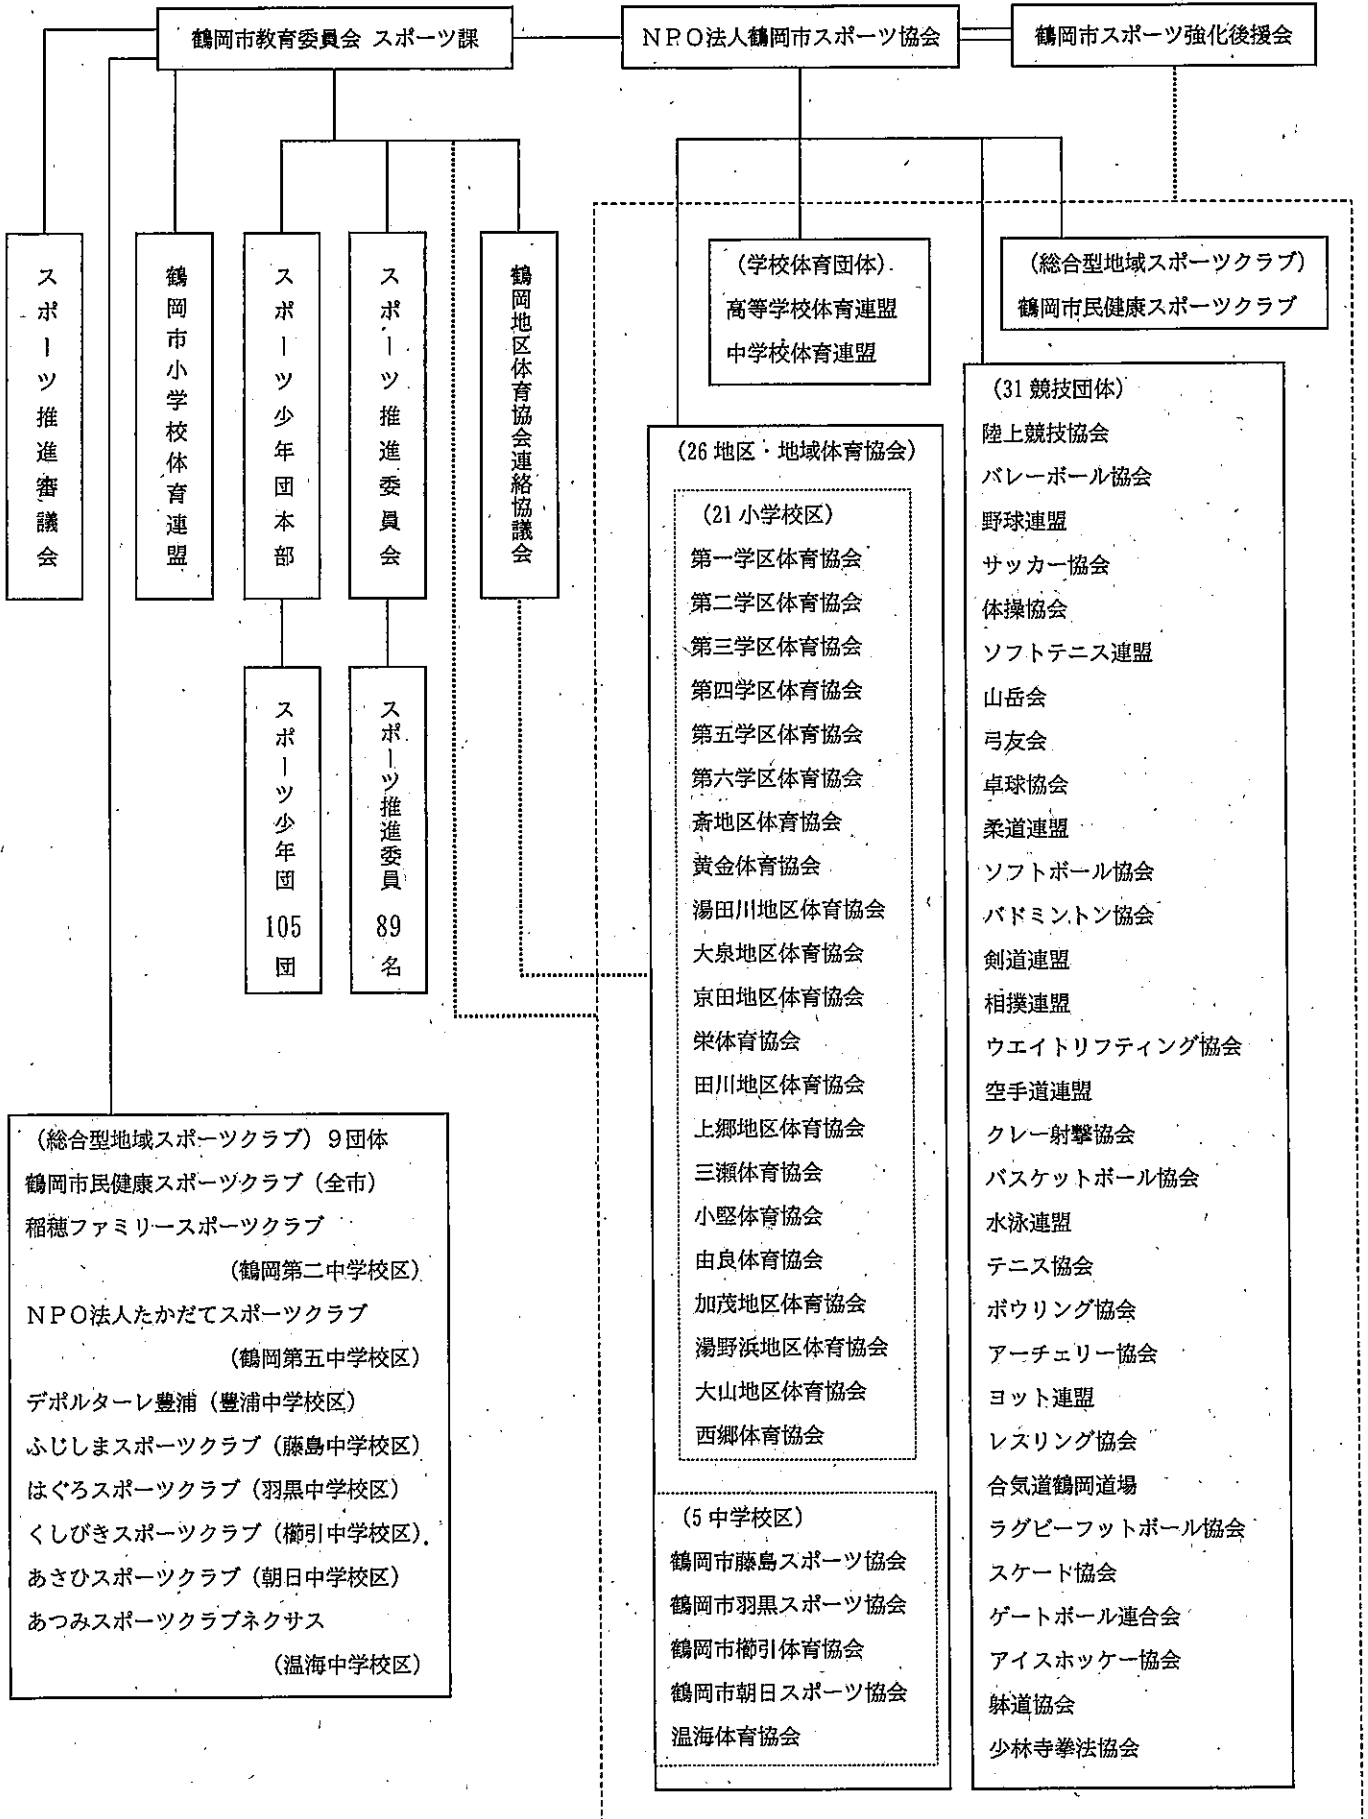 鶴岡市教育委員会 スポーツ課
NPO法人鶴岡市スポーツ協会
鶴岡市スポーツ強化後援会
スポーツ推進審議会
鶴岡市小学校体育連盟
スポーツ少年団本部
スポーツ推進委員会
鶴岡地区体育協会連絡協議会
スポーツ少年団 105 団
スポーツ推進委員 89 名
(総合型地域スポーツクラブ) 9団体
鶴岡市民健康スポーツクラブ (全市)
稲穂ファミリースポーツクラブ
(鶴岡第二中学校区)
NPO法人たかだてスポーツクラブ
(鶴岡第五中学校区)
デポルターレ豊浦 (豊浦中学校区)
ふじしまスポーツクラブ (藤島中学校区)
はぐろスポーツクラブ (羽黒中学校区)
くしびきスポーツクラブ (櫛引中学校区)
あさひスポーツクラブ (朝日中学校区)
あつみスポーツクラブネクサス
(温海中学校区)
(学校体育団体)
高等学校体育連盟
中学校体育連盟
(総合型地域スポーツクラブ)
鶴岡市民健康スポーツクラブ
(26 地区・地域体育協会)
(21 小学校区)
第一学区体育協会
第二学区体育協会
第三学区体育協会
第四学区体育協会
第五学区体育協会
第六学区体育協会
斎地区体育協会
黄金体育協会
湯田川地区体育協会
大泉地区体育協会
京田地区体育協会
栄体育協会
田川地区体育協会
上郷地区体育協会
三瀬体育協会
小堅体育協会
由良体育協会
加茂地区体育協会
湯野浜地区体育協会
大山地区体育協会
西郷体育協会
(5 中学校区)
鶴岡市藤島スポーツ協会
鶴岡市羽黒スポーツ協会
鶴岡市櫛引体育協会
鶴岡市朝日スポーツ協会
温海体育協会
(31 競技団体)
陸上競技協会
バレーボール協会
野球連盟
サッカー協会
体操協会
ソフトテニス連盟
山岳会
弓友会
卓球協会
柔道連盟
ソフトボール協会
バドミントン協会
剣道連盟
相撲連盟
ウエイトリフティング協会
空手道連盟
クレー射撃協会
バスケットボール協会
水泳連盟
テニス協会
ボウリング協会
アーチェリー協会
ヨット連盟
レスリング協会
合気道鶴岡道場
ラグビーフットボール協会
スケード協会
ゲートボール連合会
アイスホッケー協会
躰道協会
少林寺拳法協会